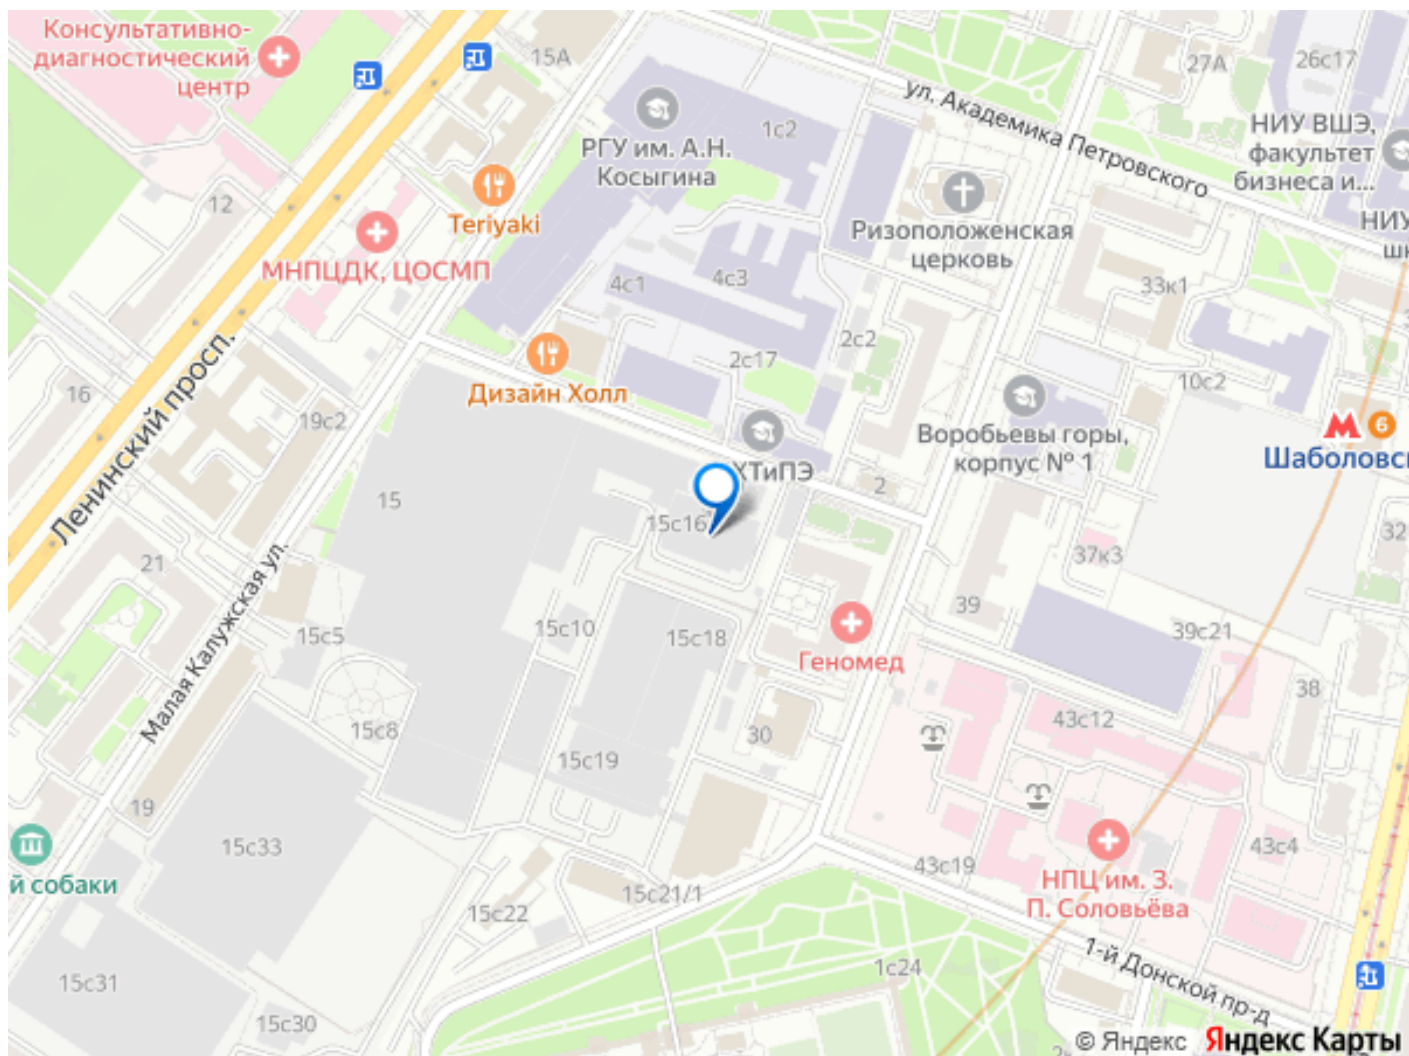 Консультативно-
диагностический
центр
15А
27А
26с17
ул. Академика Петровского
1с2
НИУ ВШЭ,
факультет
бизнеса и...
РГУ им. А.Н.
Косыгина
12
Teriyaki
Ризоположенская
церковь
НИУ
МНПЦДК, ЦОСМП
4с1
4с3
33к1
2с2
2с17
10с2
Ленинский просп.
16
19с2
Дизайн Холл
Воробьевы горы,
корпус № 1
6
Шаболовс
ХТиПЭ
2
15
15с16
32
37к3
21
Малая Калужская ул.
15с5
15с10
15с18
39
39с21
Геномед
38
15с8
43с12
30
15с19
19
15с33
43с19
43с4
й собаки
НПЦ им. З.
П. Соловьёва
15с21/1
15с22
1-й Донской пр-д
1с24
15с31
15с30
© Яндекс Яндекс Карты